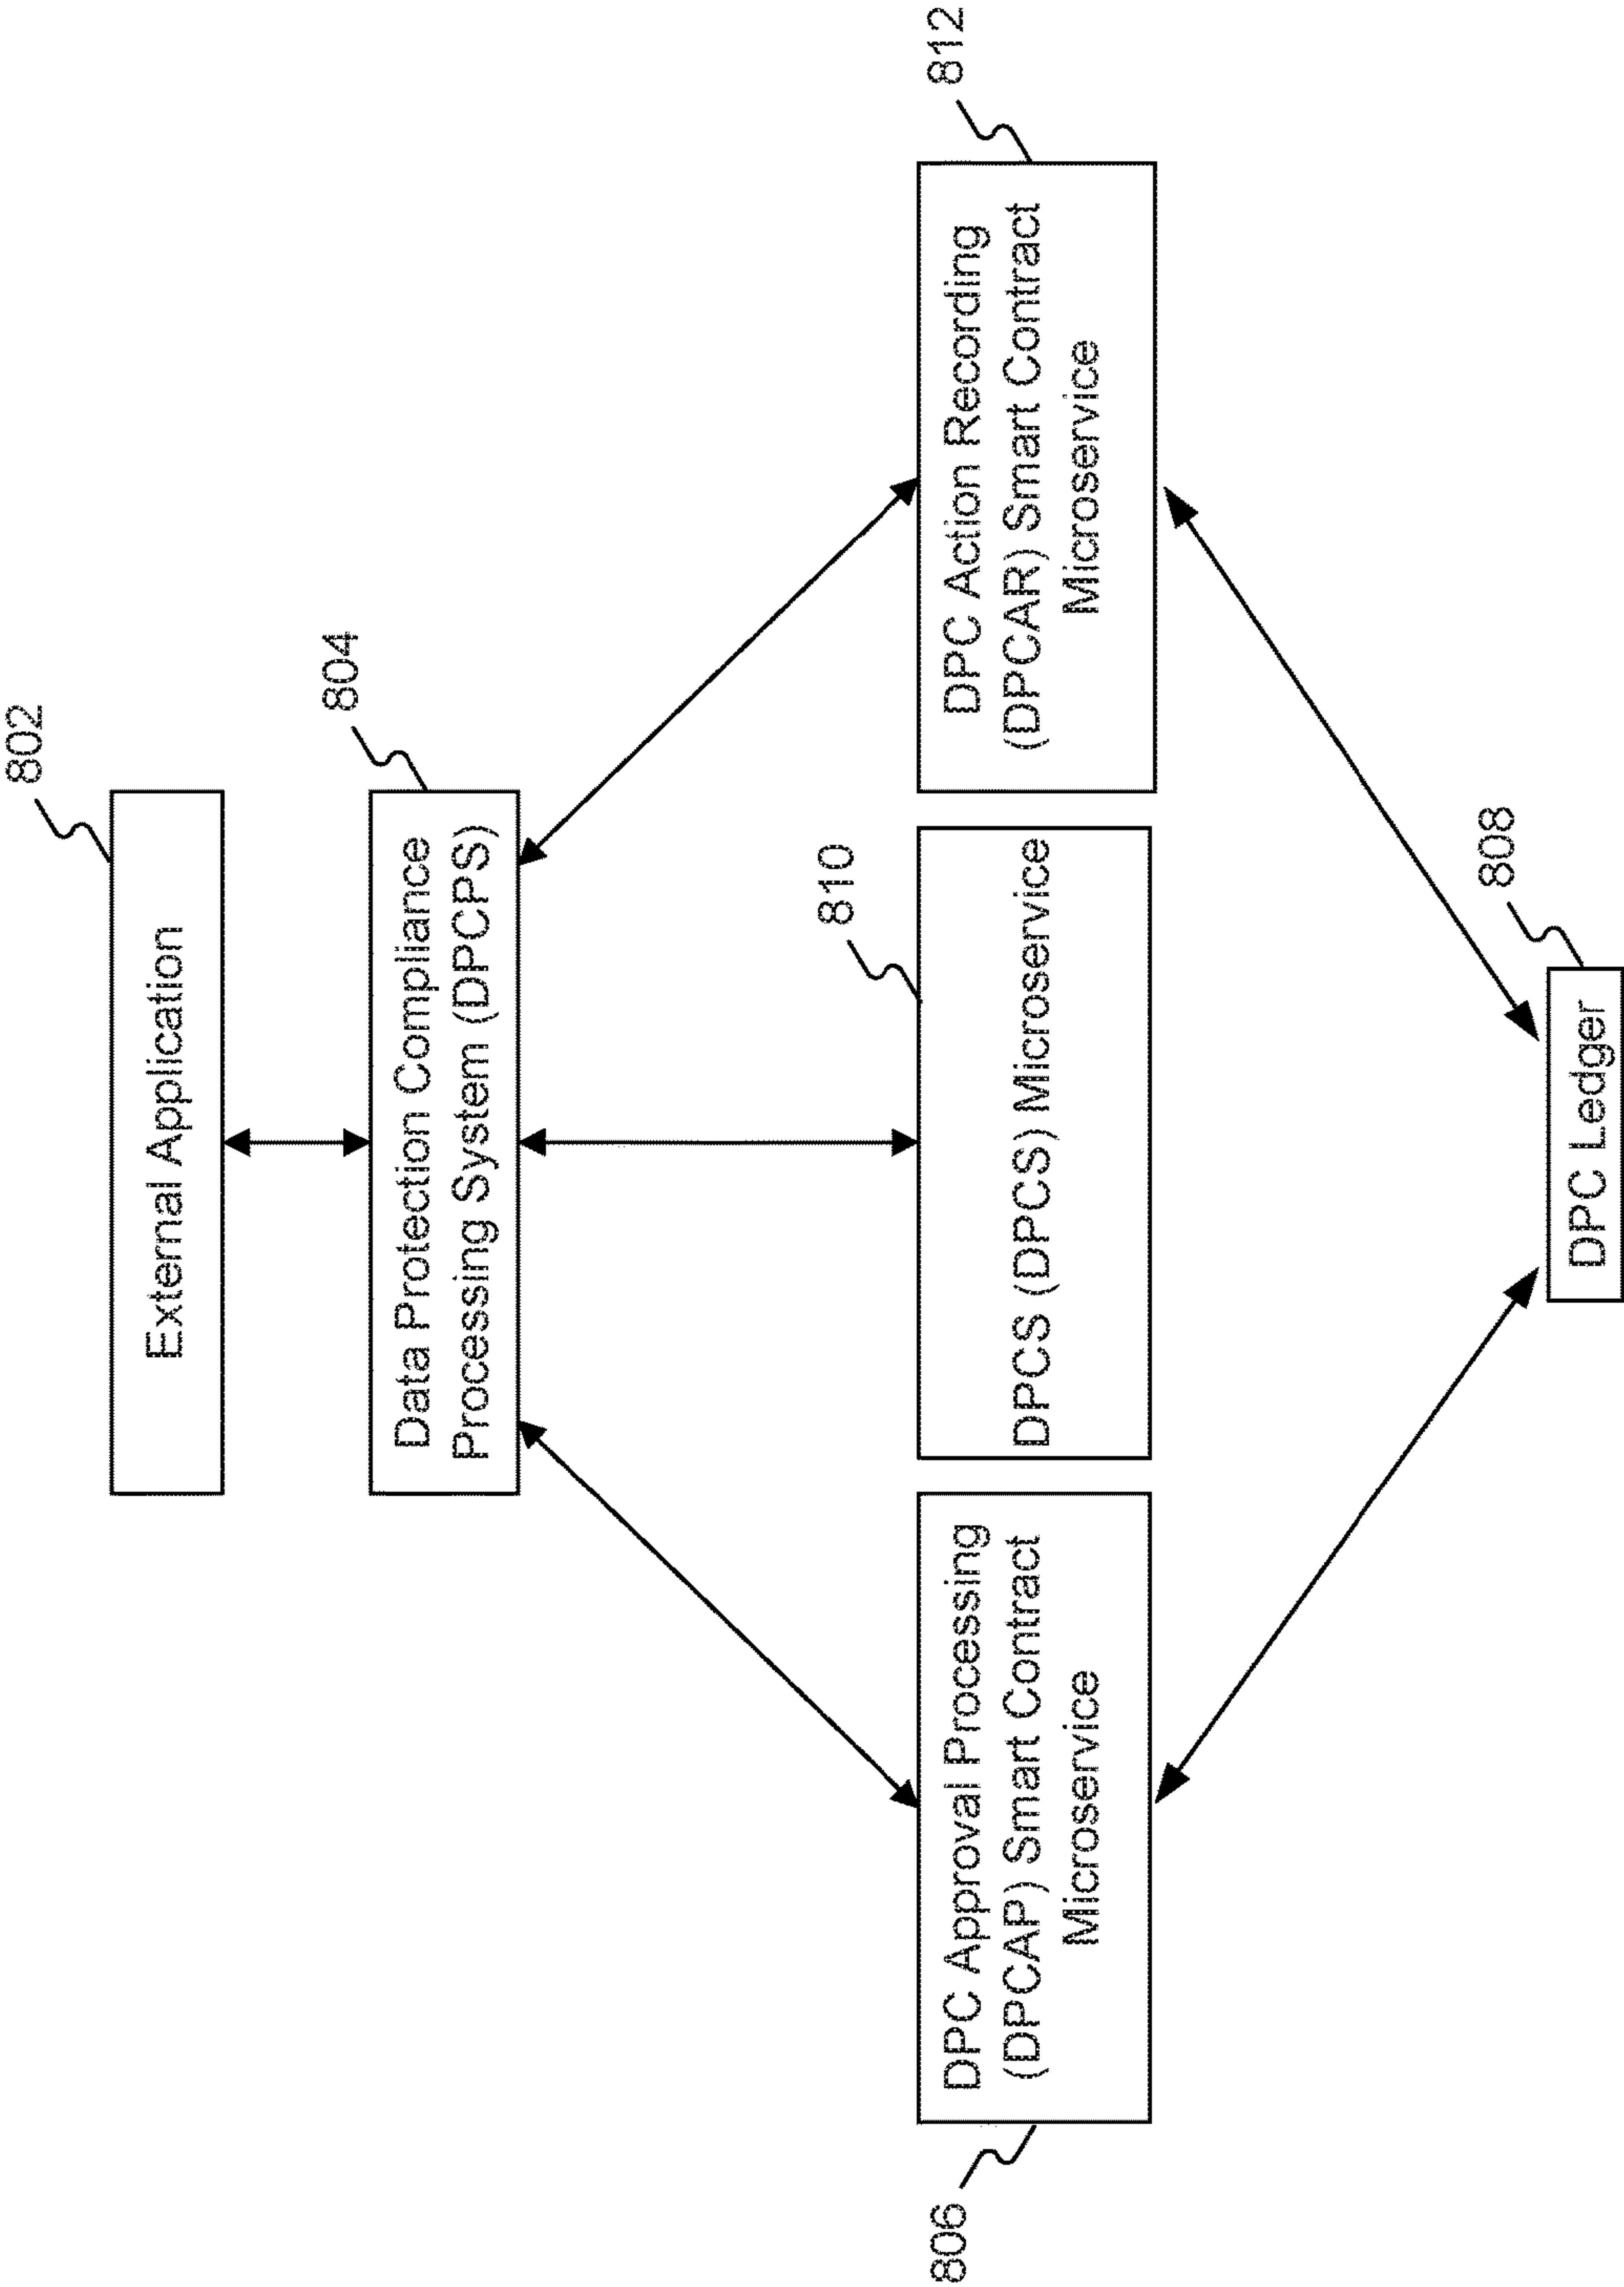 802
External Application
804
Data Protection Compliance
Processing System (DPCPS)
806
DPC Approval Processing
(DPCAP) Smart Contract
Microservice
810
DPCS (DPCS) Microservice
812
DPC Action Recording
(DPCAR) Smart Contract
Microservice
808
DPC Ledger